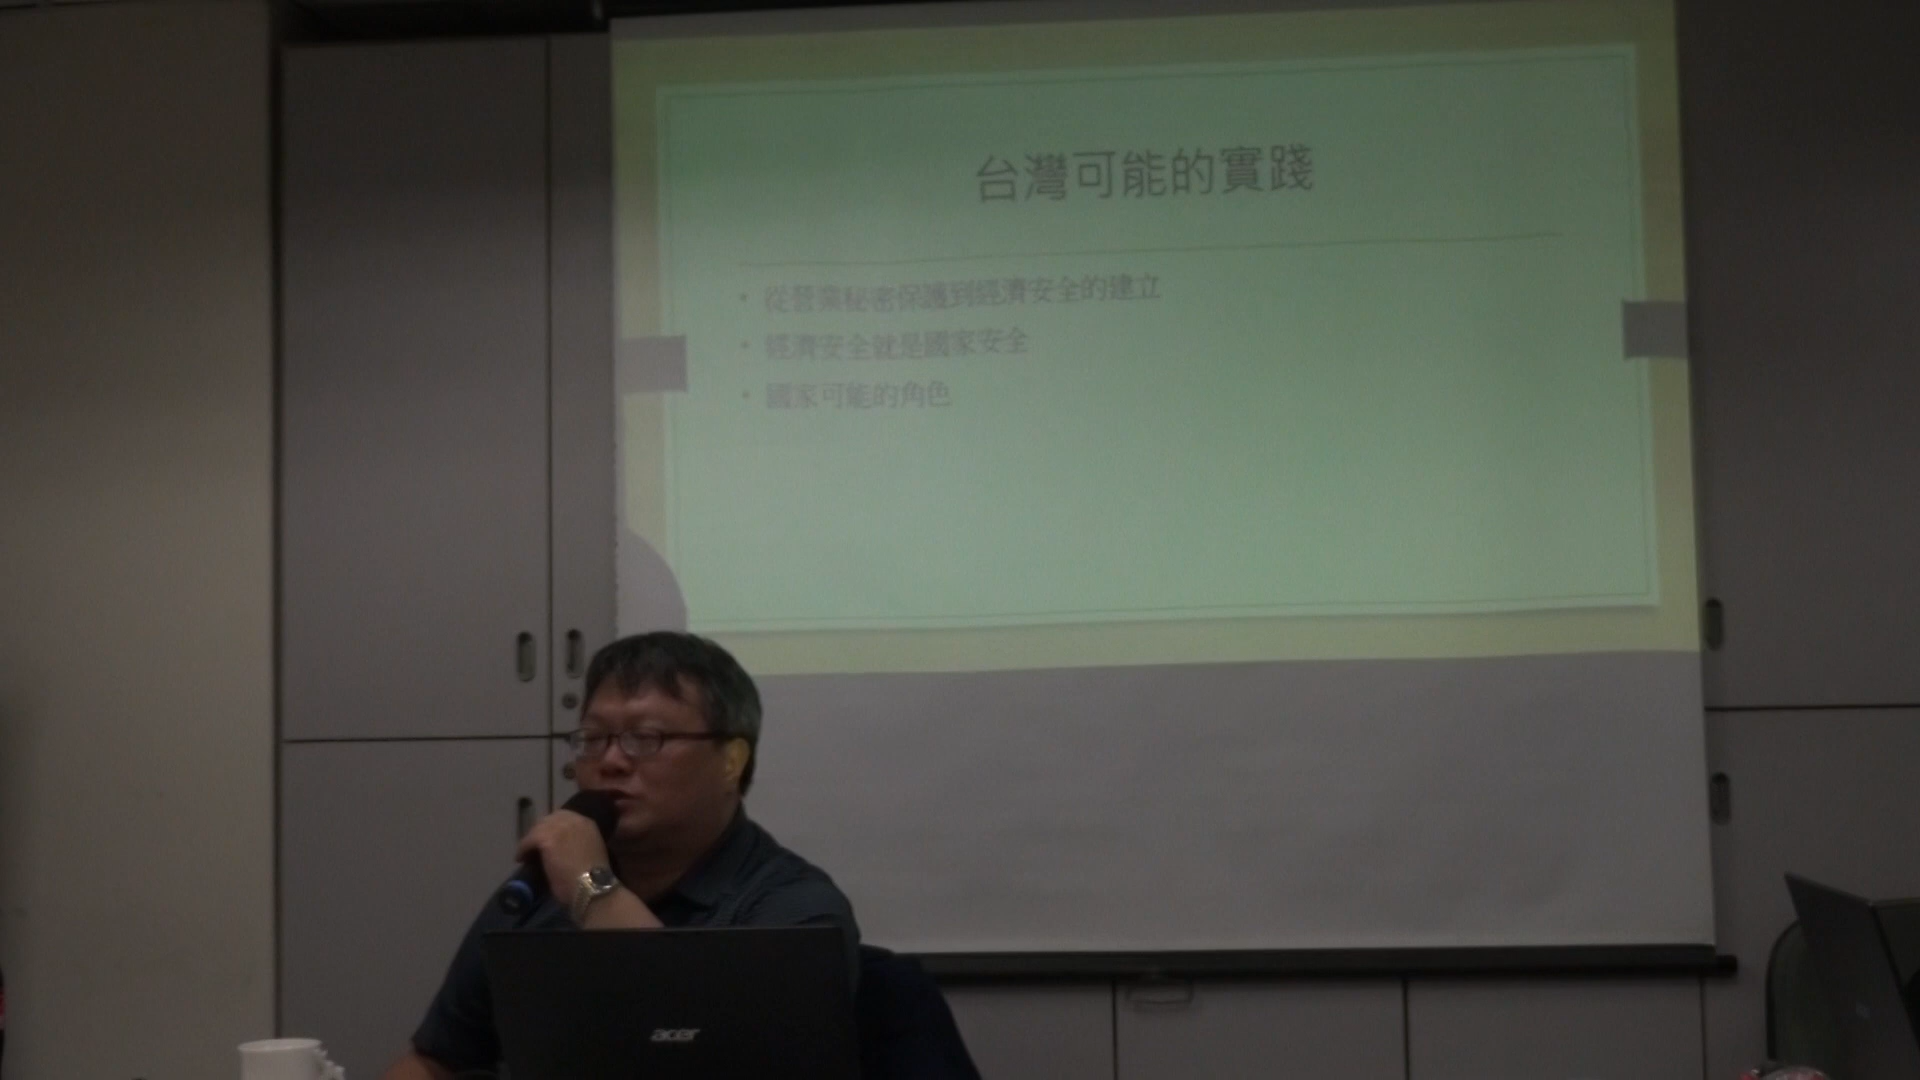 台灣可能的實踐
• 從營業秘密保護到經濟安全的建立
• 經濟安全就是國家安全
• 國家可能的角色
acer